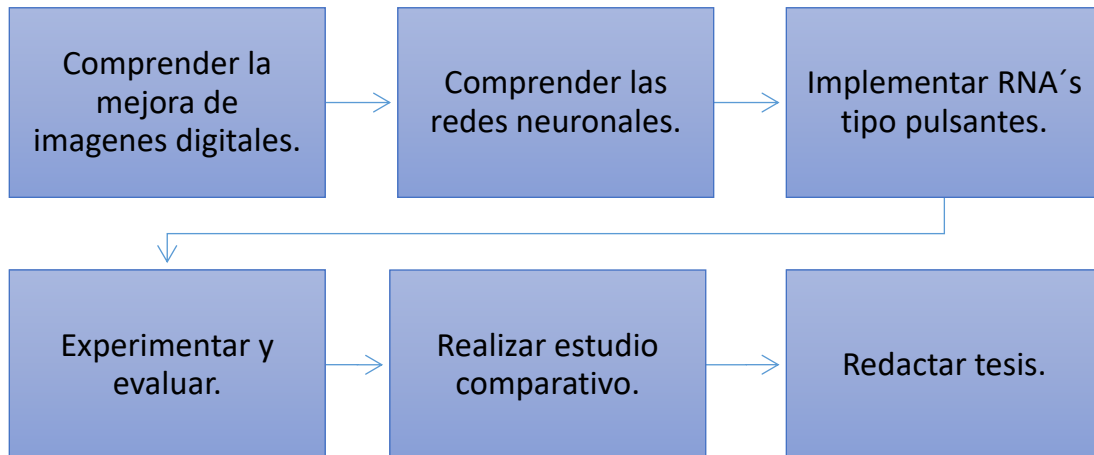 Comprender la
mejora de
imagenes digitales.
Comprender las
redes neuronales.
Implementar RNA´s
tipo pulsantes.
Experimentar y
evaluar.
Realizar estudio
comparativo.
Redactar tesis.